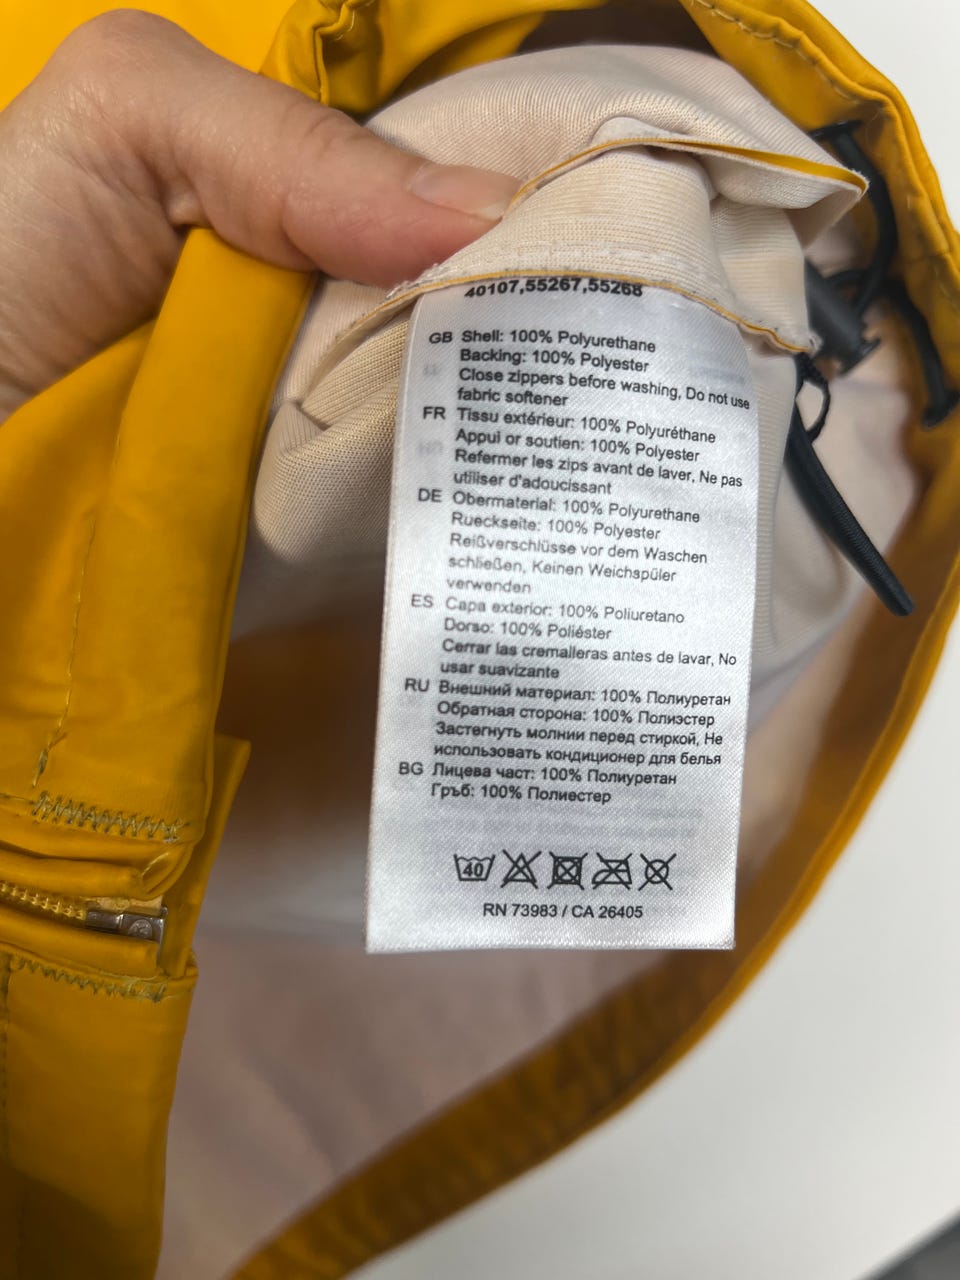 40107,55267,55268
GB Shell: 100% Polyurethane
Backing: 100% Polyester
Close zippers before washing, Do not use
fabric softener
FR Tissu extérieur: 100% Polyuréthane
Appui or soutien: 100% Polyester
Refermer les zips avant de laver, Ne pas
utiliser d'adoucissant
DE Obermaterial: 100% Polyurethane
Rueckseite: 100% Polyester
Reißverschlüsse vor dem Waschen
schließen, Keinen Weichspüler
verwenden
ES Capa exterior: 100% Poliuretano
Dorso: 100% Poliéster
Cerrar las cremalleras antes de lavar, No
usar suavizante
RU Внешний материал: 100% Полиуретан
Обратная сторона: 100% Полиэстер
Застегнуть молнии перед стиркой, Не
использовать кондиционер для белья
BG Лицева част: 100% Полиуретан
Гръб: 100% Полиестер
40
RN 73983 / CA 26405